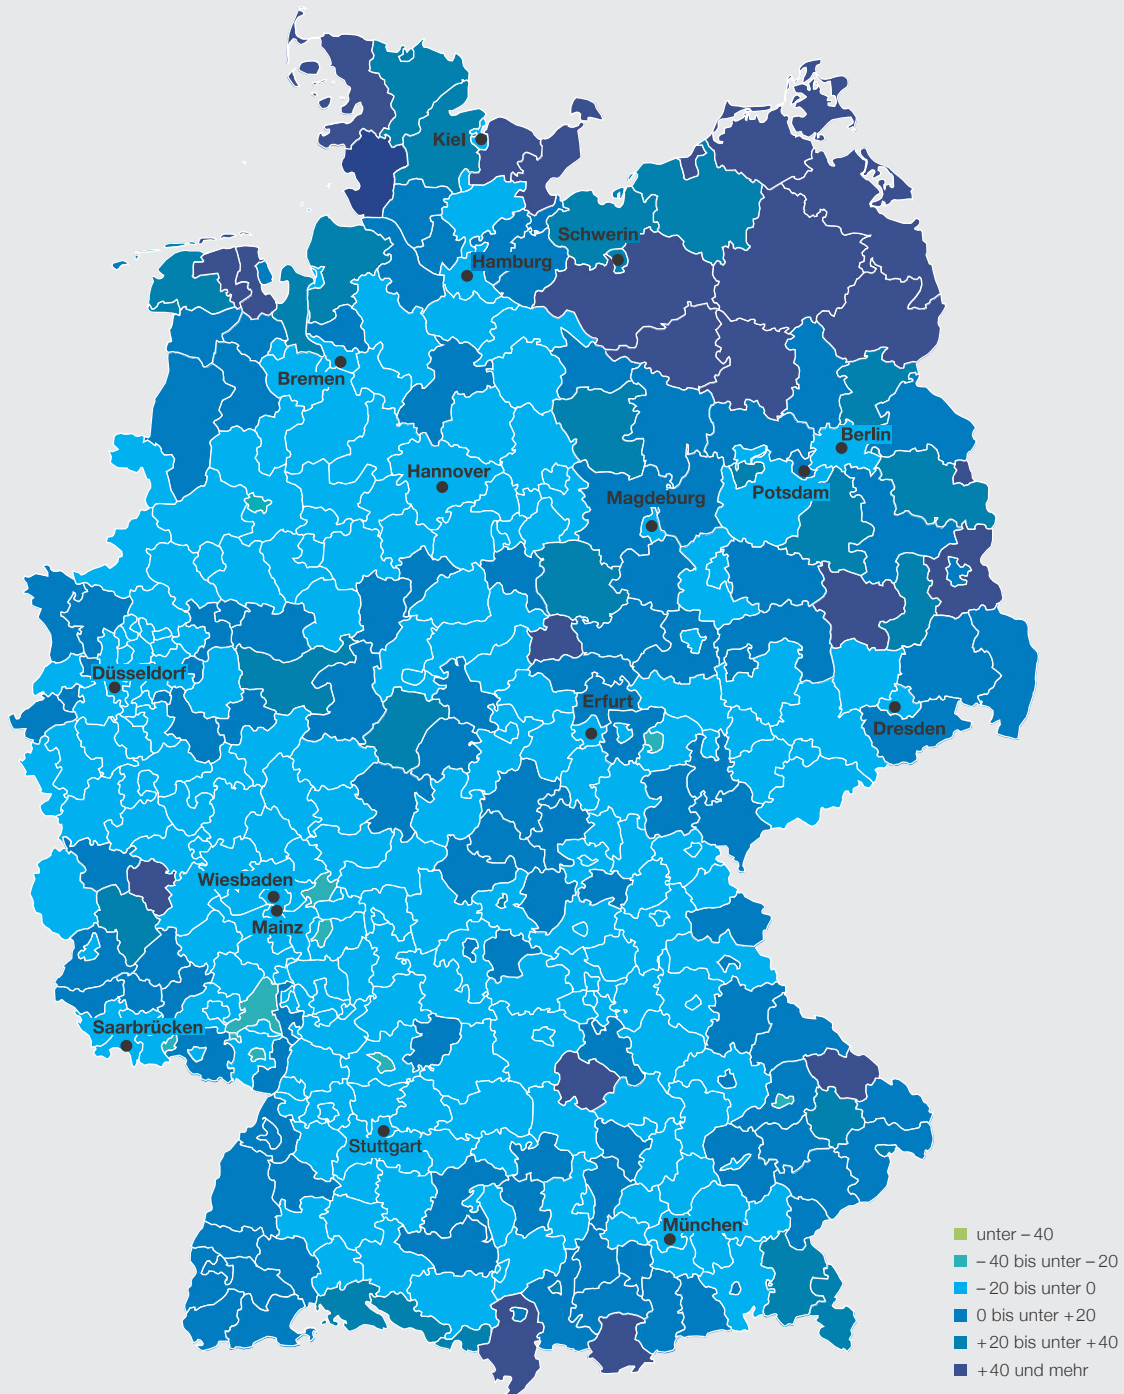 Kiel
Schwerin
Hamburg
Bremen
Berlin
Hannover
Potsdam
Magdeburg
Düsseldorf
Erfurt
Dresden
Wiesbaden
Mainz
Saarbrücken
Stuttgart
München
unter – 40
– 40 bis unter – 20
– 20 bis unter 0
0 bis unter +20
+20 bis unter +40
+40 und mehr